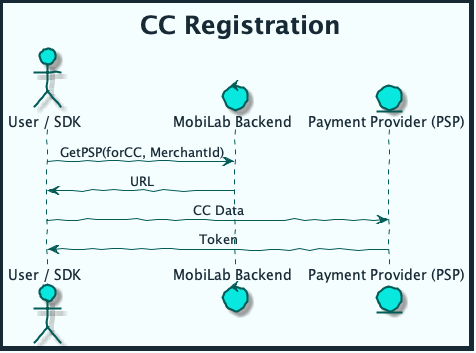 CC Registration
User / SDK
MobiLab Backend
Payment Provider (PSP)
GetPSP(forCC, MerchantId)
URL
CC Data
Token
User / SDK
MobiLab Backend
Payment Provider (PSP)